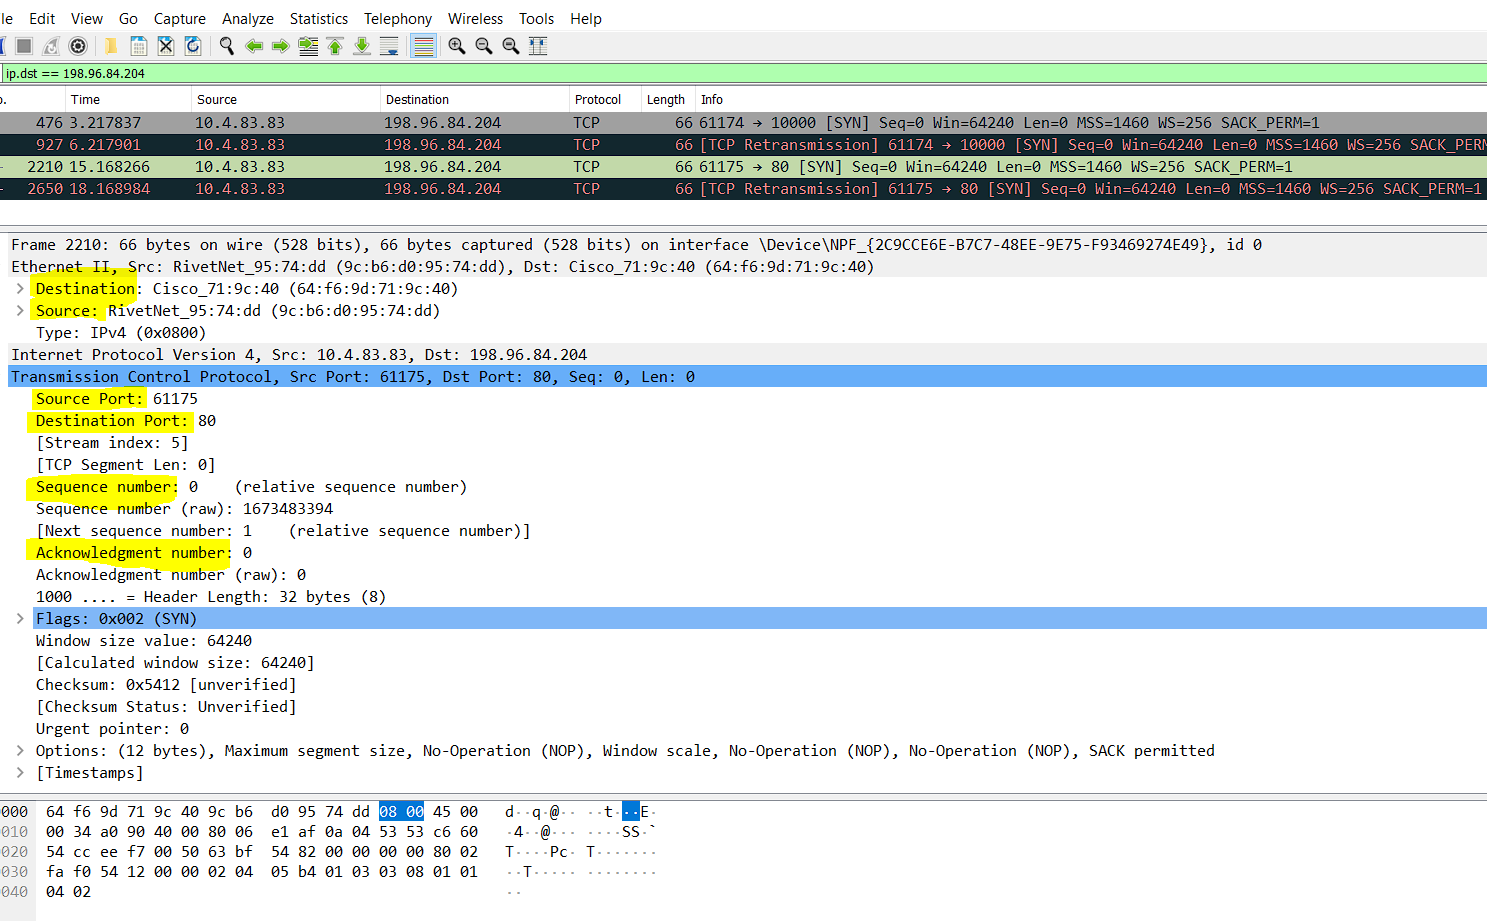 le Edit View Go Capture Analyze Statistics Telephony Wireless Tools Help
ip.dst == 198.96.84.204
o. Time Source Destination Protocol Length Info
476 3.217837 10.4.83.83 198.96.84.204 TCP 66 61174 → 10000 [SYN] Seq=0 Win=64240 Len=0 MSS=1460 WS=256 SACK_PERM=1
927 6.217901 10.4.83.83 198.96.84.204 TCP 66 [TCP Retransmission] 61174 → 10000 [SYN] Seq=0 Win=64240 Len=0 MSS=1460 WS=256 SACK_PERM
2210 15.168266 10.4.83.83 198.96.84.204 TCP 66 61175 → 80 [SYN] Seq=0 Win=64240 Len=0 MSS=1460 WS=256 SACK_PERM=1
2650 18.168984 10.4.83.83 198.96.84.204 TCP 66 [TCP Retransmission] 61175 → 80 [SYN] Seq=0 Win=64240 Len=0 MSS=1460 WS=256 SACK_PERM=1
Frame 2210: 66 bytes on wire (528 bits), 66 bytes captured (528 bits) on interface \Device\NPF_{2C9CCE6E-B7C7-48EE-9E75-F93469274E49}, id 0
Ethernet II, Src: RivetNet_95:74:dd (9c:b6:d0:95:74:dd), Dst: Cisco_71:9c:40 (64:f6:9d:71:9c:40)
Destination: Cisco_71:9c:40 (64:f6:9d:71:9c:40)
Source: RivetNet_95:74:dd (9c:b6:d0:95:74:dd)
Type: IPv4 (0x0800)
Internet Protocol Version 4, Src: 10.4.83.83, Dst: 198.96.84.204
Transmission Control Protocol, Src Port: 61175, Dst Port: 80, Seq: 0, Len: 0
Source Port: 61175
Destination Port: 80
[Stream index: 5]
[TCP Segment Len: 0]
Sequence number: 0 (relative sequence number)
Sequence number (raw): 1673483394
[Next sequence number: 1 (relative sequence number)]
Acknowledgment number: 0
Acknowledgment number (raw): 0
1000 .... = Header Length: 32 bytes (8)
Flags: 0x002 (SYN)
Window size value: 64240
[Calculated window size: 64240]
Checksum: 0x5412 [unverified]
[Checksum Status: Unverified]
Urgent pointer: 0
Options: (12 bytes), Maximum segment size, No-Operation (NOP), Window scale, No-Operation (NOP), No-Operation (NOP), SACK permitted
[Timestamps]
0000 64 f6 9d 71 9c 40 9c b6 d0 95 74 dd 08 00 45 00 d··q·@·· ··t···E·
0010 00 34 a0 90 40 00 80 06 e1 af 0a 04 53 53 c6 60 ·4··@··· ····SS·`
0020 54 cc ee f7 00 50 63 bf 54 82 00 00 00 00 80 02 T····Pc· T·······
0030 fa f0 54 12 00 00 02 04 05 b4 01 03 03 08 01 01 ··T····· ········
0040 04 02 ··